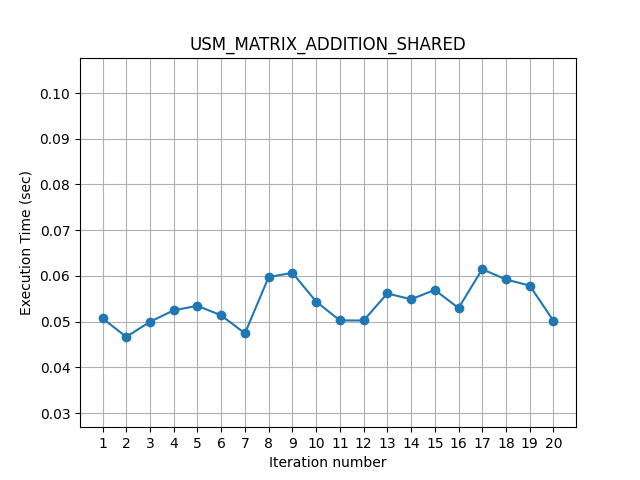 USM_MATRIX_ADDITION_SHARED
0.10
0.09
0.08
0.07
0.06
0.05
0.04
0.03
Execution Time (sec)
1 2 3 4 5 6 7 8 9 10 11 12 13 14 15 16 17 18 19 20
Iteration number